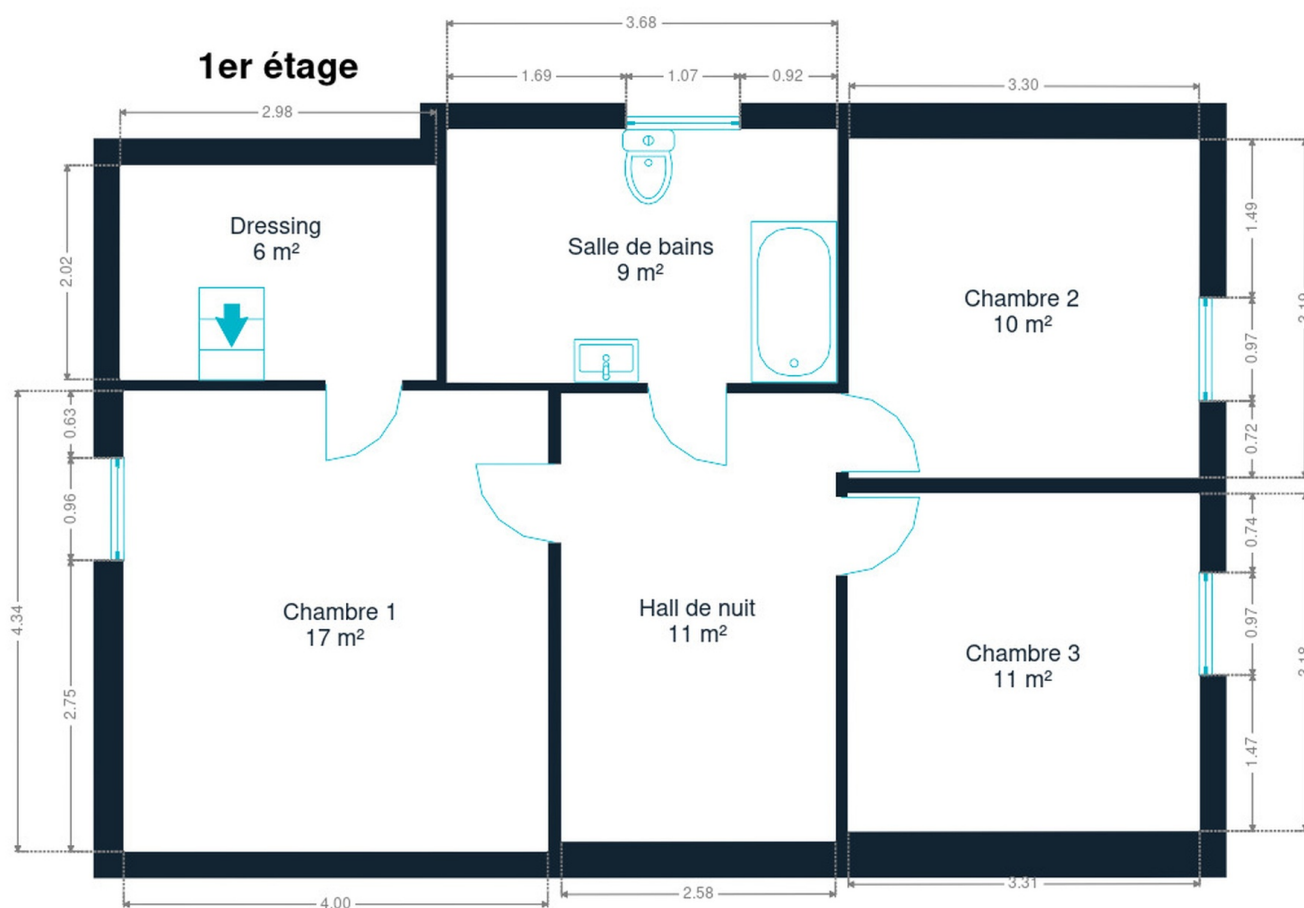 3.68
1er étage
1.69
1.07
0.92
3.30
2.98
Dressing
6 m²
Salle de bains
9 m²
Chambre 2
10 m²
1.49
2.02
0.97
0.63
0.72
0.96
0.74
4.34
Chambre 1
17 m²
Hall de nuit
11 m²
0.97
Chambre 3
11 m²
2.75
1.47
3.31
2.58
4.00